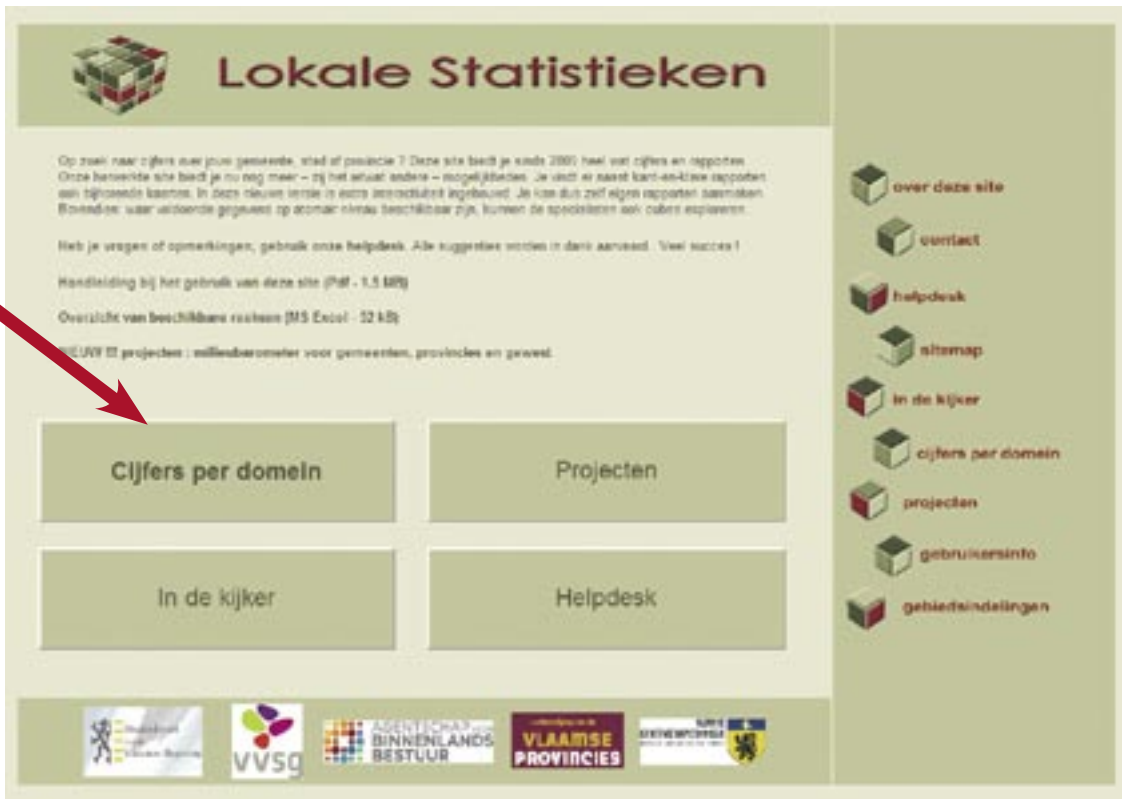 Lokale Statistieken
Op zoek naar cijfers over jouw gemeente, stad of provincie ? Deze site biedt je sinds heel wat cijfers en rapporten.
Onze site biedt je nu nog meer – zij het andere – mogelijkheden. Je vindt er naast kant-en-klare rapporten
ook bijhorende kaarten. In deze nieuwe versie is extra interactiviteit ingebouwd. Je kan dus zelf eigen rapporten aanmaken.
Bovendien: waar voldoende gegevens op atomair niveau beschikbaar zijn, kunnen de specialisten ook cubes exploreren.
Heb je vragen of opmerkingen, gebruik onze helpdesk. Alle suggesties worden in dank aanvaard. Veel succes !
Handleiding bij het gebruik van deze site (Pdf - 1.5 MB)
Overzicht van beschikbare (MS Excel - 32 kB)
NIEUW !!! projecten : milieubarometer voor gemeenten, provincies en gewest.
Cijfers per domein
Projecten
In de kijker
Helpdesk
over deze site
contact
helpdesk
sitemap
in de kijker
cijfers per domein
projecten
gebruikersinfo
gebiedsindelingen
vvsg
AGENTSCHAP
BINNENLANDS
BESTUUR
VLAAMSE
PROVINCIES